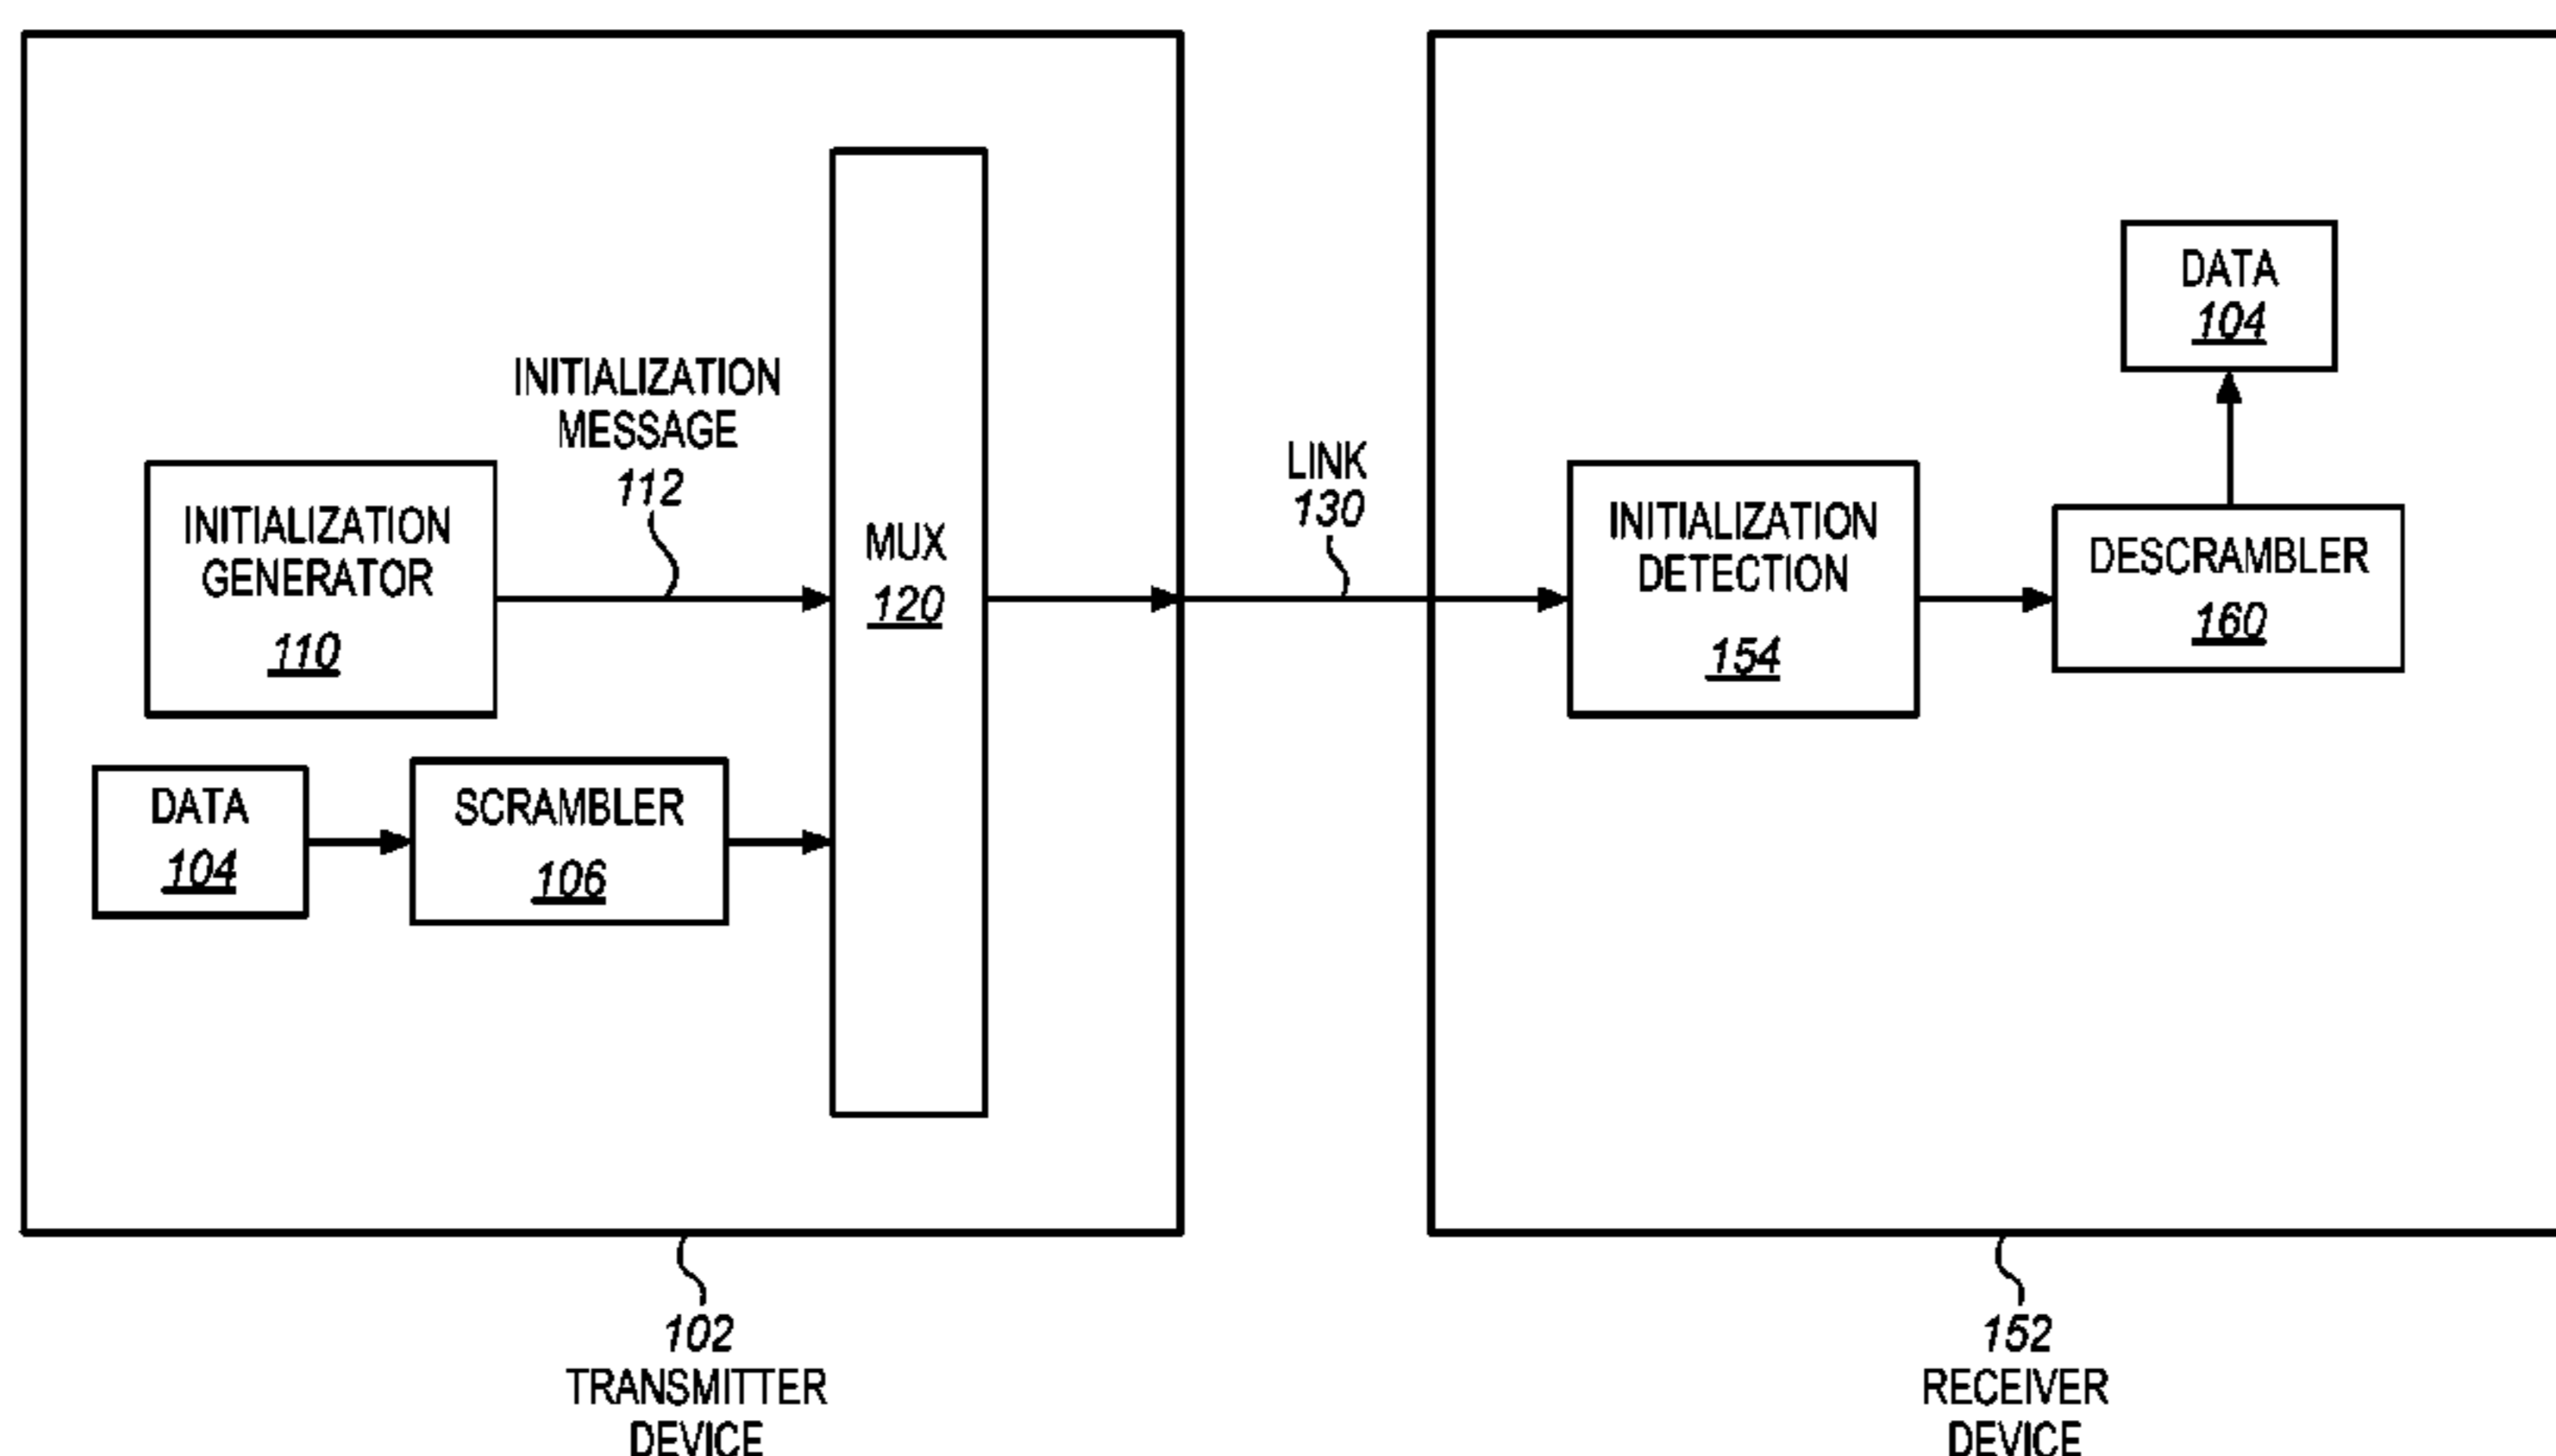 INITIALIZATION
MESSAGE
112
INITIALIZATION
GENERATOR
110
DATA
104
SCRAMBLER
106
MUX
120
102
TRANSMITTER
DEVICE
LINK
130
INITIALIZATION
DETECTION
154
DESCRAMBLER
160
DATA
104
152
RECEIVER
DEVICE